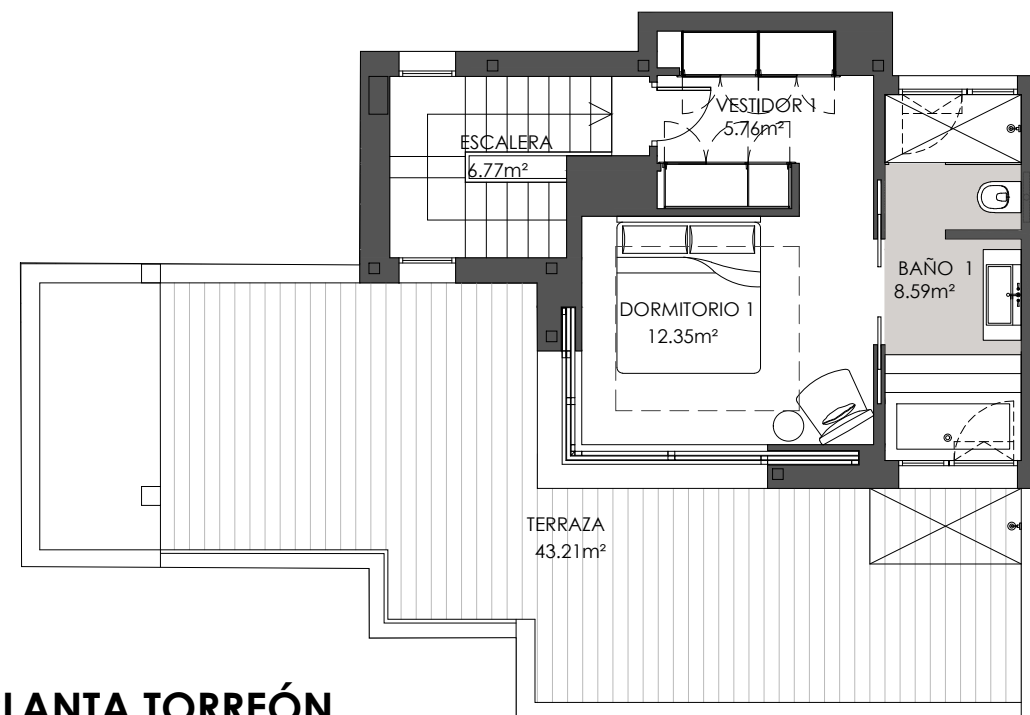 VESTIDOR 1
5.76m²
ESCALERA
6.77m²
BAÑO 1
8.59m²
DORMITORIO 1
12.35m²
TERRAZA
43.21m²
LANTA TORREÓN